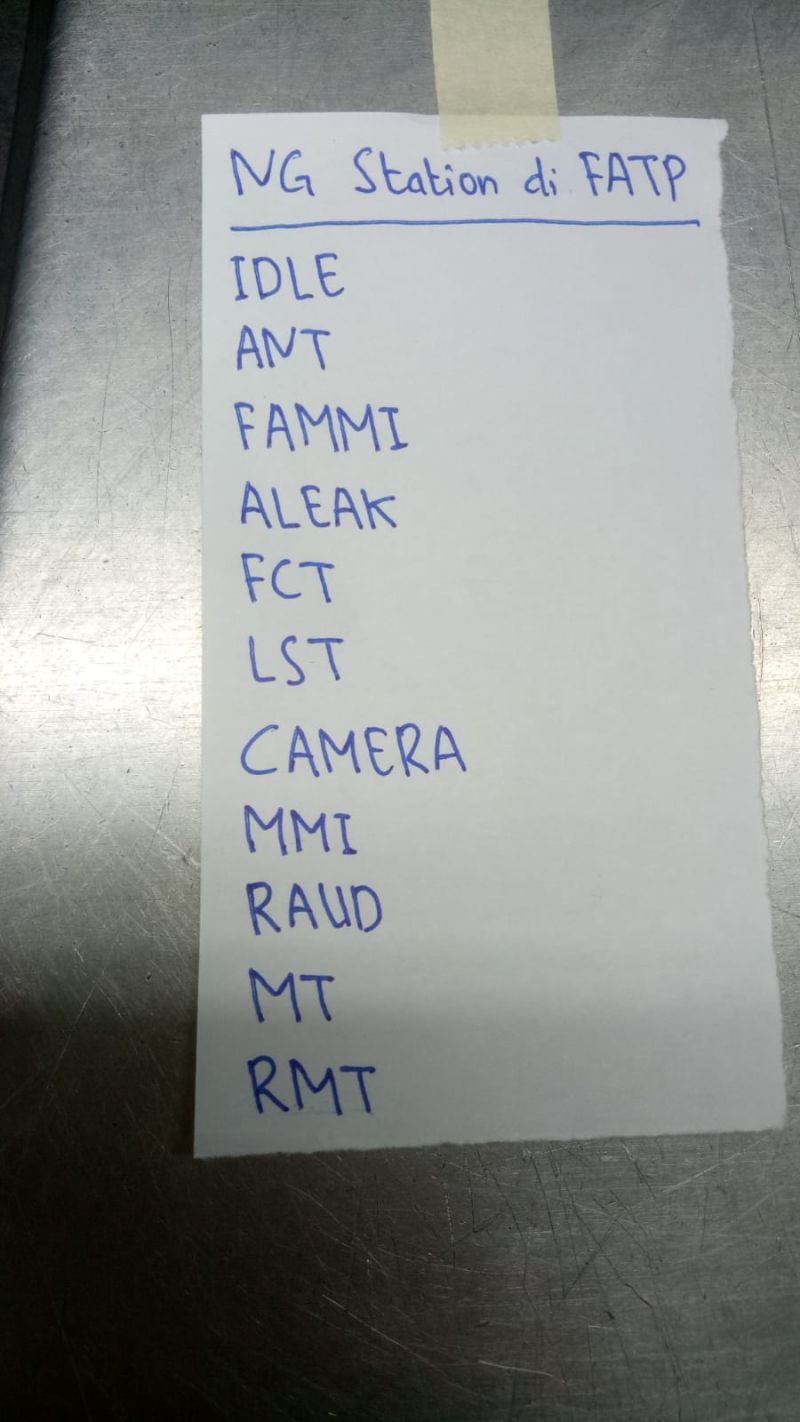 NG Station di FATP
IDLE
ANT
FAMMI
ALEAK
FCT
LST
CAMERA
MMI
RAUD
MT
RMT